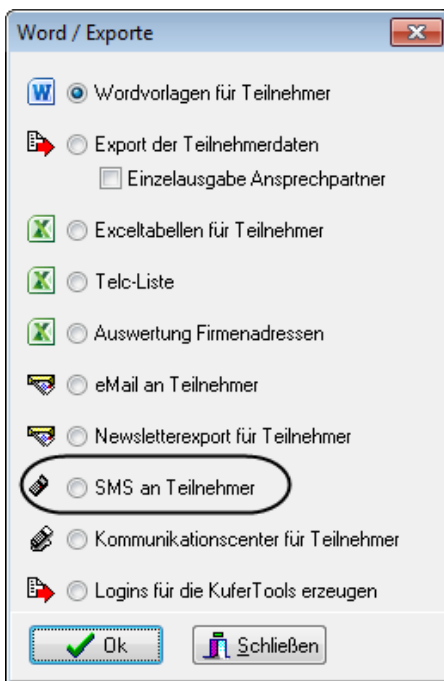 Word / Exporte
Wordvorlagen für Teilnehmer
Export der Teilnehmerdaten
Einzelausgabe Ansprechpartner
Exceltabellen für Teilnehmer
Telc-Liste
Auswertung Firmenadressen
eMail an Teilnehmer
Newsletterexport für Teilnehmer
SMS an Teilnehmer
Kommunikationscenter für Teilnehmer
Logins für die KuferTools erzeugen
Ok Schließen